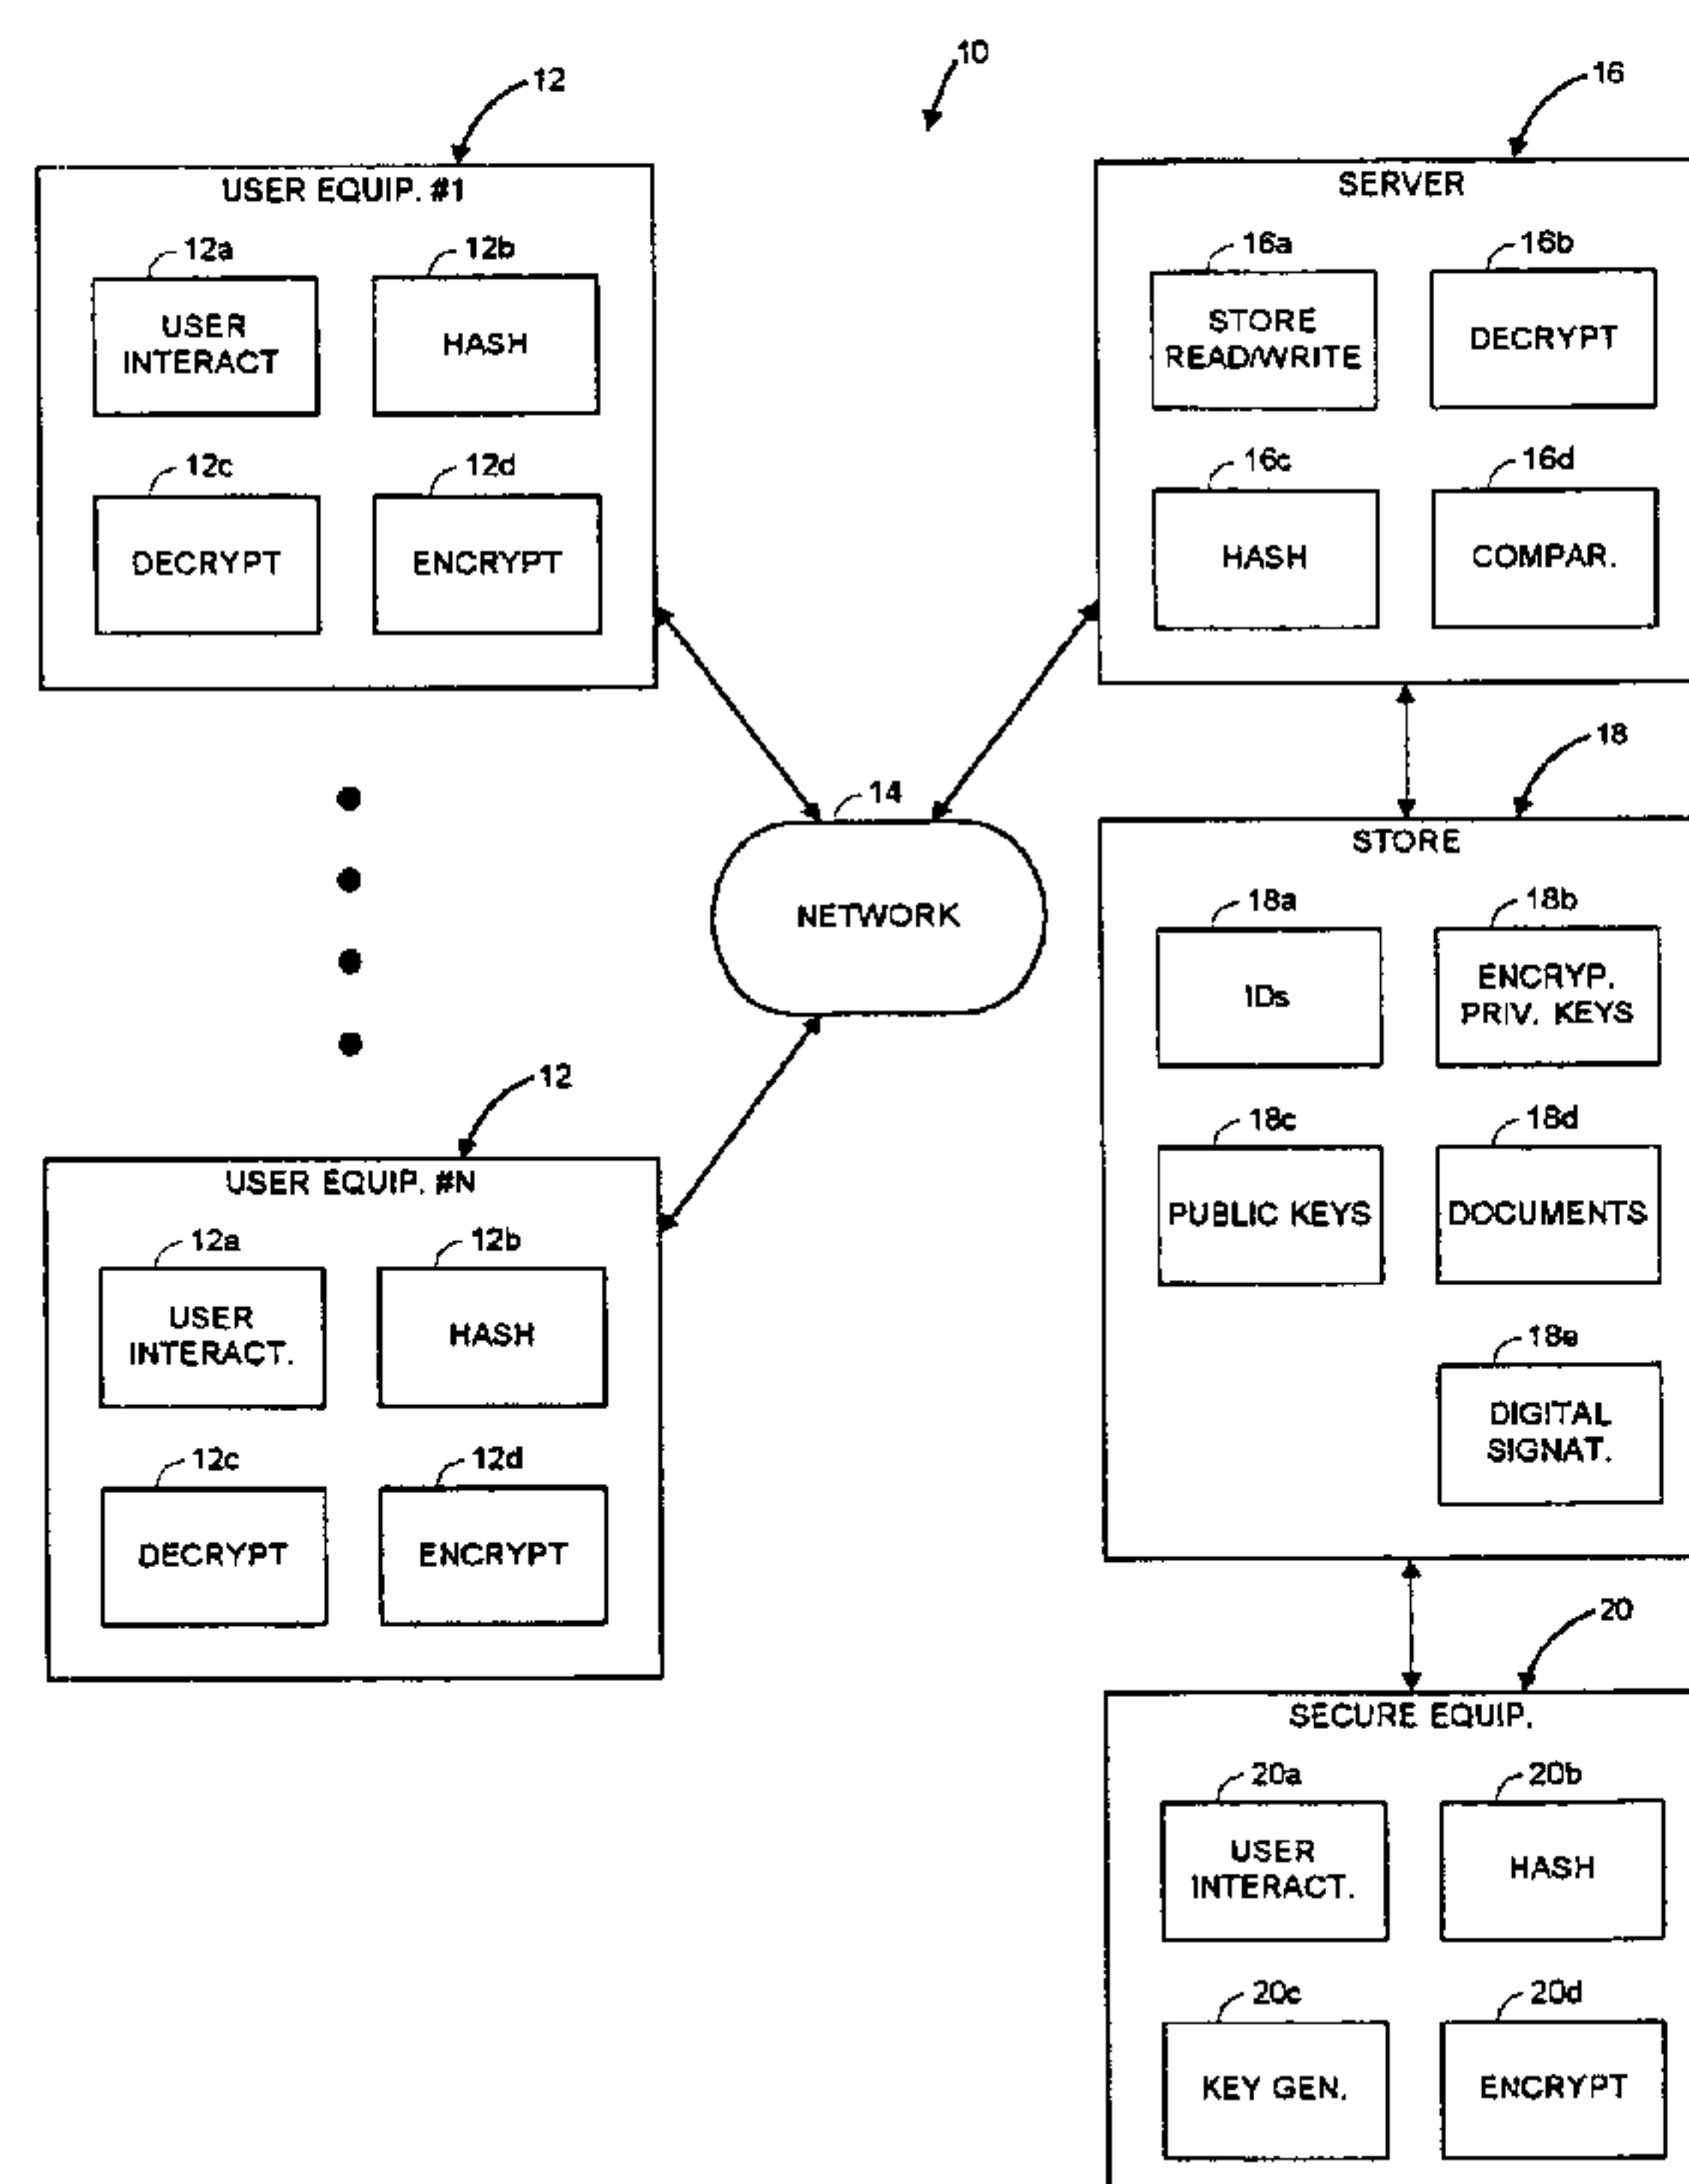 10
12
USER EQUIP. #1
12a
12b
USER
INTERACT
HASH
12c
12d
DECRYPT
ENCRYPT
16
SERVER
16a
16b
STORE
READ/WRITE
DECRYPT
16c
16d
HASH
COMPAR.
14
NETWORK
18
STORE
18a
18b
IDs
ENCRYP.
PRIV. KEYS
18c
18d
PUBLIC KEYS
DOCUMENTS
18e
DIGITAL
SIGNAT.
12
USER EQUIP. #N
12a
12b
USER
INTERACT.
HASH
12c
12d
DECRYPT
ENCRYPT
20
SECURE EQUIP.
20a
20b
USER
INTERACT.
HASH
20c
20d
KEY GEN.
ENCRYPT